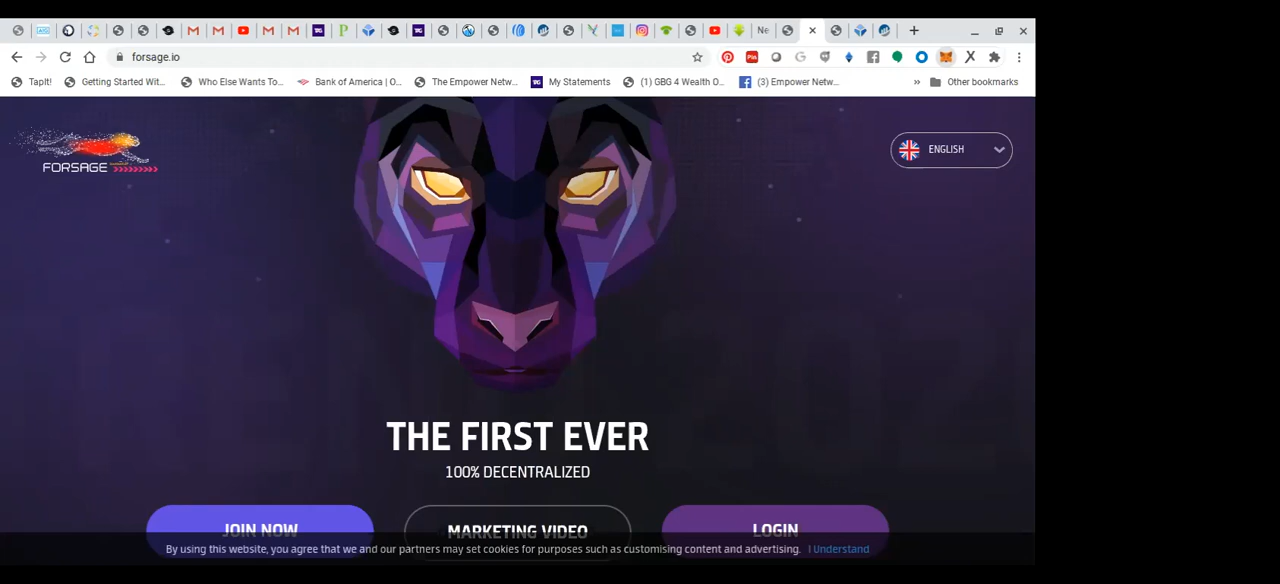 Ne
forsage.io
TapIt!
Getting Started Wit...
Who Else Wants To...
Bank of America | O...
The Empower Netw...
My Statements
(1) GBG 4 Wealth O...
(3) Empower Netw...
»
Other bookmarks
FORSAGE
ENGLISH
THE FIRST EVER
100% DECENTRALIZED
JOIN NOW
MARKETING VIDEO
LOGIN
By using this website, you agree that we and our partners may set cookies for purposes such as customising content and advertising. I Understand